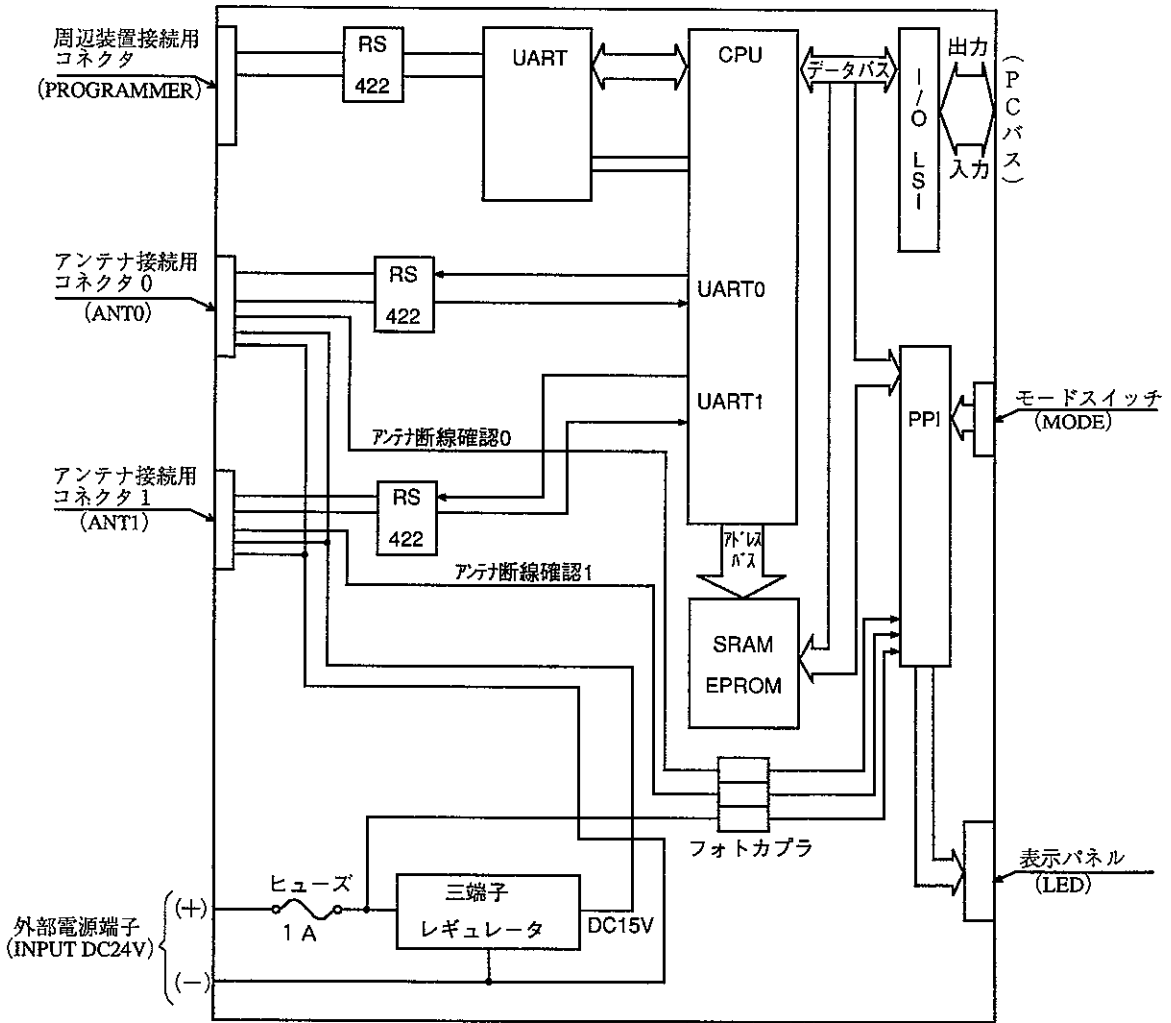 周辺装置接続用
コネクタ
(PROGRAMMER)
RS
422
UART
CPU
データバス
I/O LSI
出力
入力
(PCバス)
アンテナ接続用
コネクタ0
(ANT0)
RS
422
UART0
UART1
アンテナ断線確認0
PPI
モードスイッチ
(MODE)
アンテナ接続用
コネクタ1
(ANT1)
RS
422
アンテナ断線確認1
アドレス
バス
SRAM
EPROM
フォトカプラ
表示パネル
(LED)
外部電源端子
(INPUT DC24V)
(+)
(−)
ヒューズ
1A
三端子
レギュレータ
DC15V